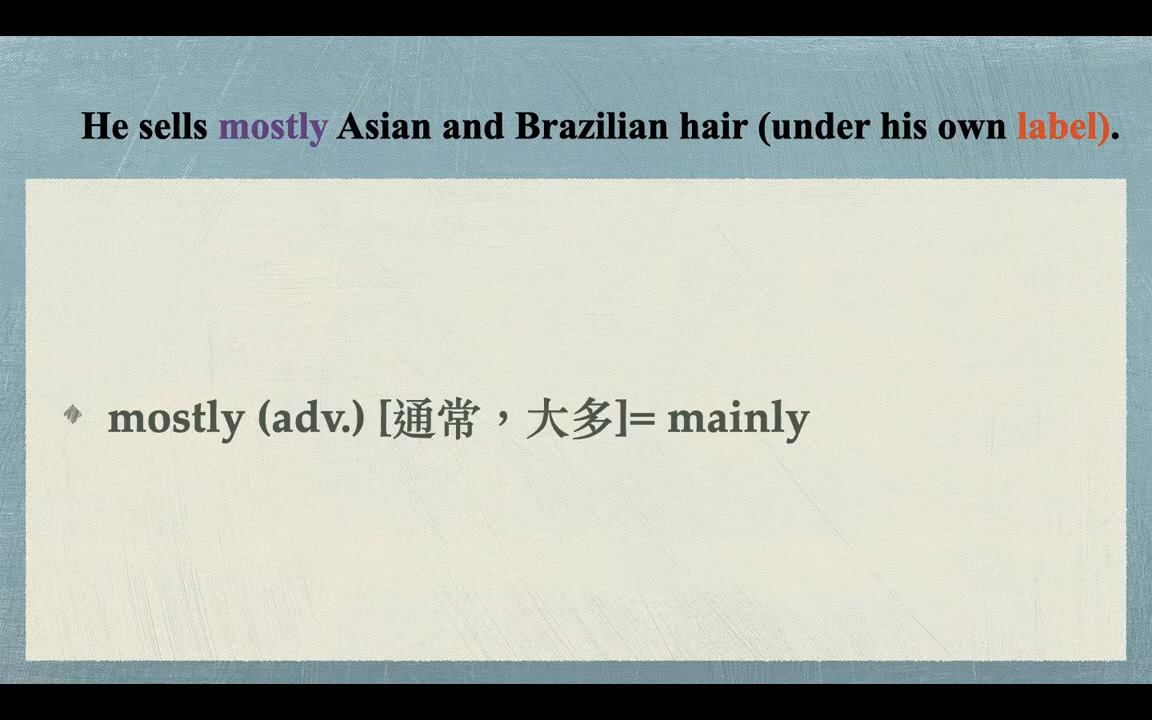 He sells mostly Asian and Brazilian hair (under his own label).
mostly (adv.) [通常，大多]= mainly